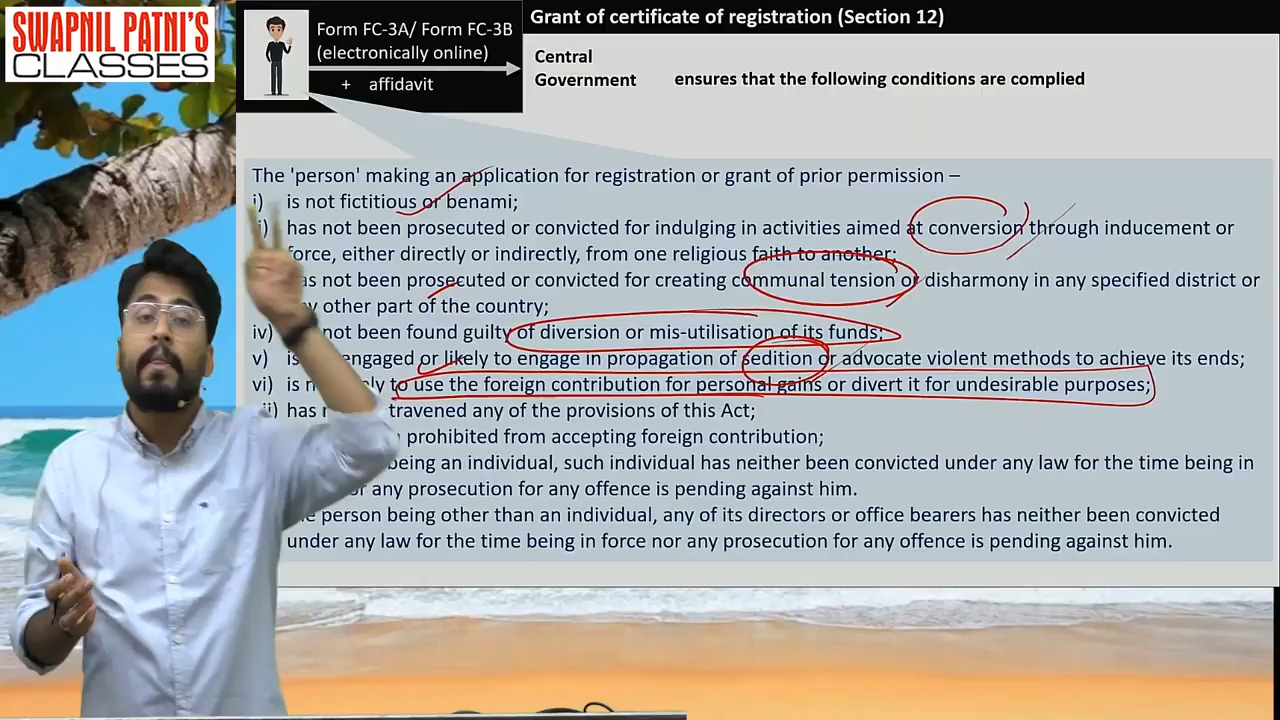 SWAPNIL PATNI'S
CLASSES
Form FC-3A/ Form FC-3B
(electronically online)
+ affidavit
Grant of certificate of registration (Section 12)
Central
Government
ensures that the following conditions are complied
The 'person' making an application for registration or grant of prior permission –
i) is not fictitious or benami;
has not been prosecuted or convicted for indulging in activities aimed at conversion through inducement or
force, either directly or indirectly, from one religious faith to another;
not been prosecuted or convicted for creating communal tension or disharmony in any specified district or
other part of the country;
iv) not been found guilty of diversion or mis-utilisation of its funds;
v) engaged or likely to engage in propagation of sedition or advocate violent methods to achieve its ends;
vi) is to use the foreign contribution for personal gains or divert it for undesirable purposes;
has any of the provisions of this Act;
prohibited from accepting foreign contribution;
being an individual, such individual has neither been convicted under any law for the time being in
any prosecution for any offence is pending against him.
person being other than an individual, any of its directors or office bearers has neither been convicted
under any law for the time being in force nor any prosecution for any offence is pending against him.